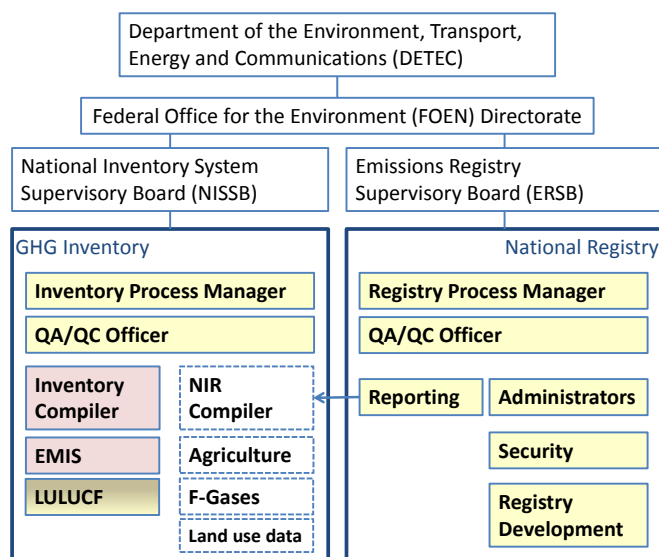 Department of the Environment, Transport,
Energy and Communications (DETEC)
Federal Office for the Environment (FOEN) Directorate
National Inventory System
Supervisory Board (NISSB)
Emissions Registry
Supervisory Board (ERSB)
GHG Inventory
Inventory Process Manager
QA/QC Officer
Inventory
Compiler
NIR
Compiler
EMIS
Agriculture
LULUCF
F-Gases
Land use data
National Registry
Registry Process Manager
QA/QC Officer
Reporting
Administrators
Security
Registry
Development